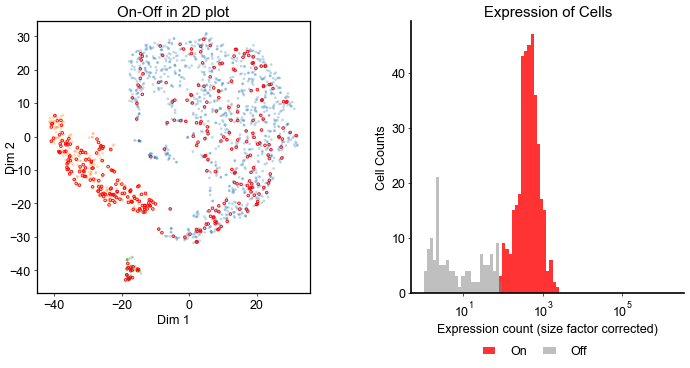 On-Off in 2D plot
30
20
10
0
−10
−20
−30
−40
Dim 2
−40 −20 0 20
Dim 1
Expression of Cells
40
30
20
10
0
Cell Counts
10^1 10^3 10^5
Expression count (size factor corrected)
On Off